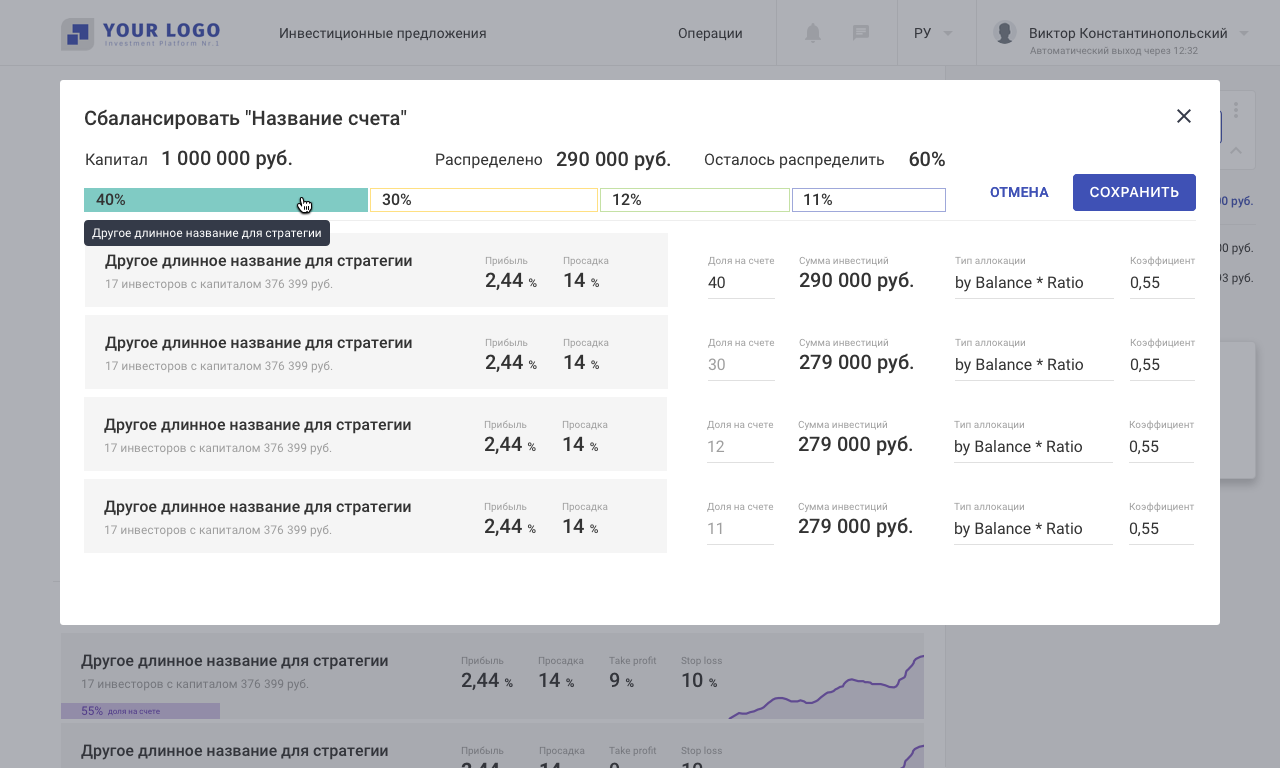 YOUR LOGO
Investment Platform Nr.1
Инвестиционные предложения
Операции
РУ
Виктор Константинопольский
Автоматический выход через 12:32
Сбалансировать "Название счета"
Капитал 1 000 000 руб.
Распределено 290 000 руб.
Осталось распределить 60%
40%
30%
12%
11%
ОТМЕНА
СОХРАНИТЬ
Другое длинное название для стратегии
Другое длинное название для стратегии
17 инвесторов с капиталом 376 399 руб.
Прибыль
2,44 %
Просадка
14 %
Доля на счете
40
Сумма инвестиций
290 000 руб.
Тип аллокации
by Balance * Ratio
Коэффициент
0,55
Другое длинное название для стратегии
17 инвесторов с капиталом 376 399 руб.
Прибыль
2,44 %
Просадка
14 %
Доля на счете
30
Сумма инвестиций
279 000 руб.
Тип аллокации
by Balance * Ratio
Коэффициент
0,55
Другое длинное название для стратегии
17 инвесторов с капиталом 376 399 руб.
Прибыль
2,44 %
Просадка
14 %
Доля на счете
12
Сумма инвестиций
279 000 руб.
Тип аллокации
by Balance * Ratio
Коэффициент
0,55
Другое длинное название для стратегии
17 инвесторов с капиталом 376 399 руб.
Прибыль
2,44 %
Просадка
14 %
Доля на счете
11
Сумма инвестиций
279 000 руб.
Тип аллокации
by Balance * Ratio
Коэффициент
0,55
руб.
руб.
руб.
Другое длинное название для стратегии
17 инвесторов с капиталом 376 399 руб.
Прибыль
2,44 %
Просадка
14 %
Take profit
9 %
Stop loss
10 %
55% доля на счете
Другое длинное название для стратегии
Прибыль
Просадка
Take profit
Stop loss